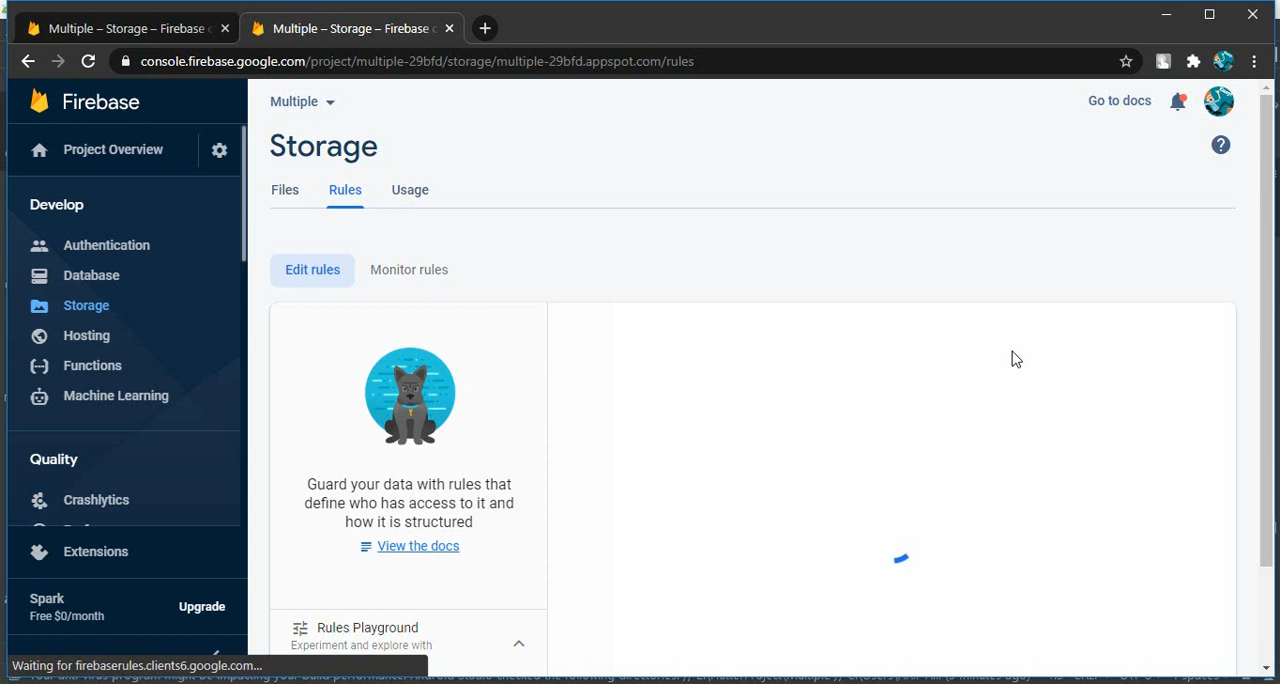 Multiple – Storage – Firebase c
Multiple – Storage – Firebase
console.firebase.google.com/project/multiple-29bfd/storage/multiple-29bfd.appspot.com/rules
Firebase
Multiple
Go to docs
Project Overview
Storage
Files
Rules
Usage
Develop
Authentication
Database
Storage
Hosting
Functions
Machine Learning
Edit rules
Monitor rules
Guard your data with rules that
define who has access to it and
how it is structured
View the docs
Quality
Crashlytics
Extensions
Spark
Free $0/month
Upgrade
Rules Playground
Experiment and explore with
Waiting for firebaserules.clients6.google.com...